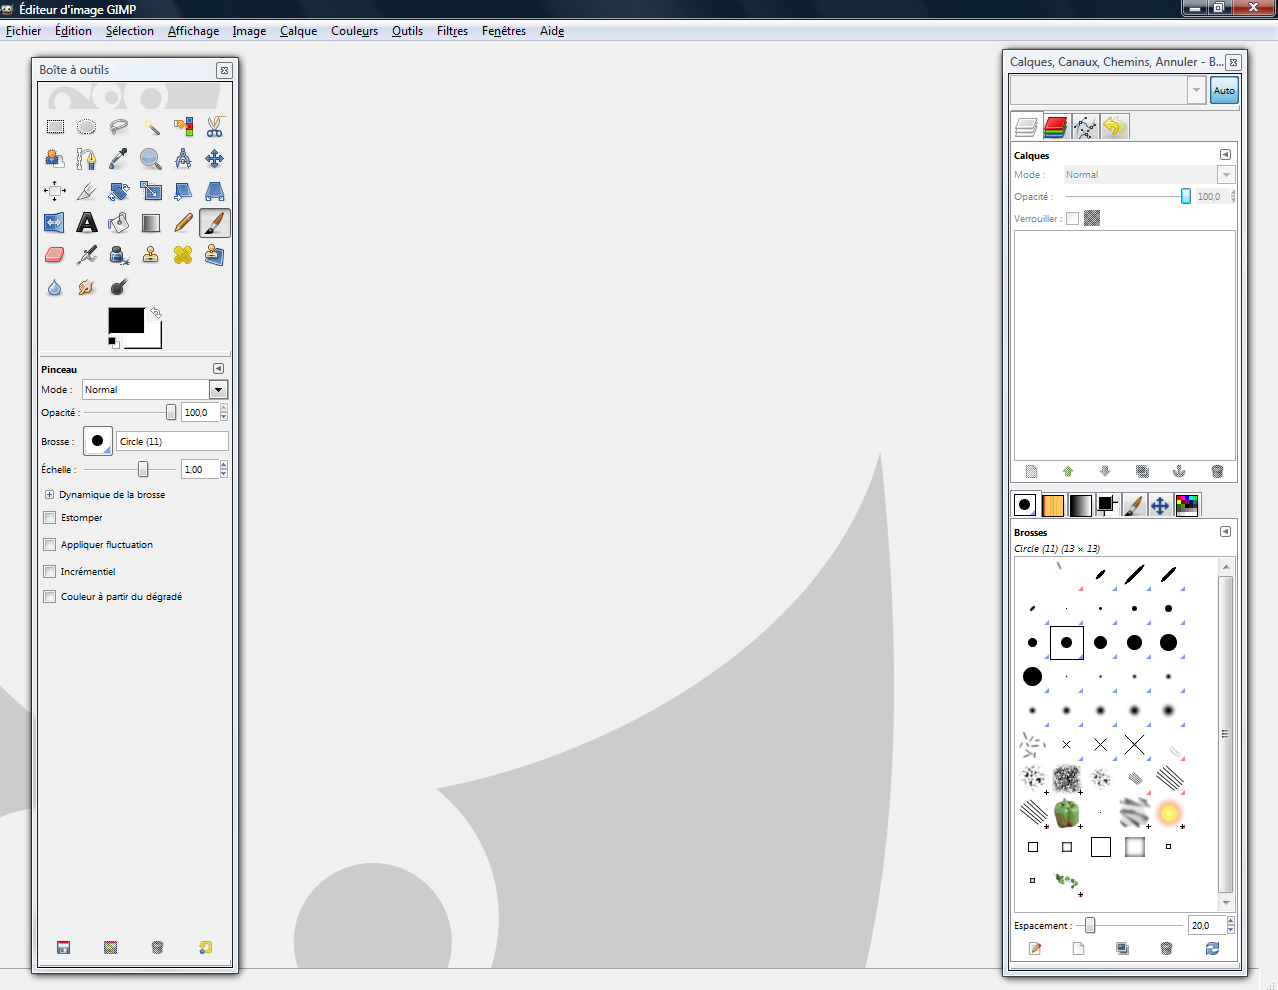 Éditeur d'image GIMP
Fichier Édition Sélection Affichage Image Calque Couleurs Outils Filtres Fenêtres Aide
Boîte à outils
Pinceau
Mode : Normal
Opacité : 100,0
Brosse : Circle (11)
Échelle : 1,00
Dynamique de la brosse
Estomper
Appliquer fluctuation
Incrémentiel
Couleur à partir du dégradé
Calques, Canaux, Chemins, Annuler - B...
Auto
Calques
Mode : Normal
Opacité : 100,0
Verrouiller :
Brosses
Circle (11) (13 × 13)
Espacement : 20,0